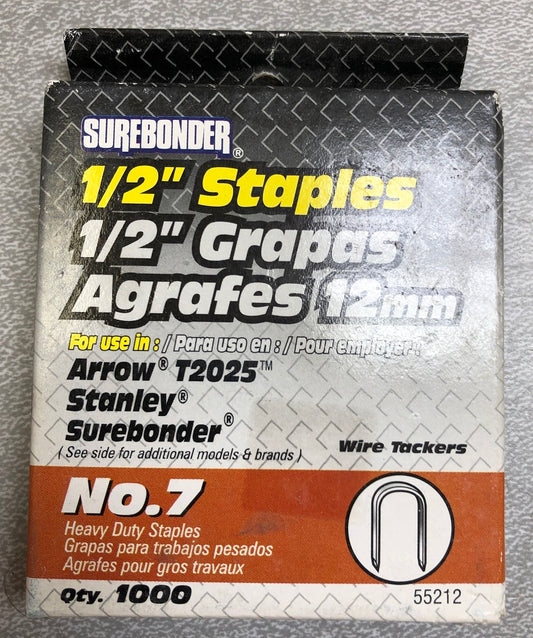 SUREBONDER®
1/2" Staples
1/2" Grapas
Agrafes 12mm
For use in : / Para uso en : / Pour employer :
Arrow® T2025™
Stanley®
Surebonder®
( See side for additional models & brands )
Wire Tackers
No.7
Heavy Duty Staples
Grapas para trabajos pesados
Agrafes pour gros travaux
Qty. 1000
55212